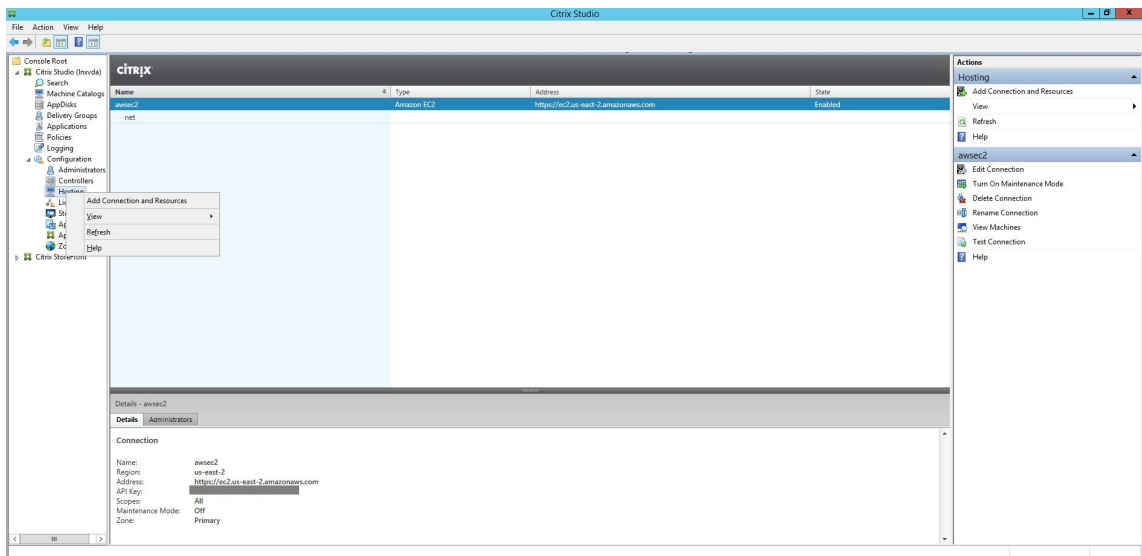 Citrix Studio
File Action View Help
Console Root
Citrix Studio (lnxvda)
Search
Machine Catalogs
AppDisks
Delivery Groups
Applications
Policies
Logging
Configuration
Administrators
Controllers
Hosting
Add Connection and Resources
View
Refresh
Help
Citrix StoreFront
CİTRIX
Name Type Address State
awsec2 Amazon EC2 https://ec2.us-east-2.amazonaws.com Enabled
net
Details - awsec2
Details Administrators
Connection
Name: awsec2
Region: us-east-2
Address: https://ec2.us-east-2.amazonaws.com
API Key:
Scopes: All
Maintenance Mode: Off
Zone: Primary
Actions
Hosting
Add Connection and Resources
View
Refresh
Help
awsec2
Edit Connection
Turn On Maintenance Mode
Delete Connection
Rename Connection
View Machines
Test Connection
Help